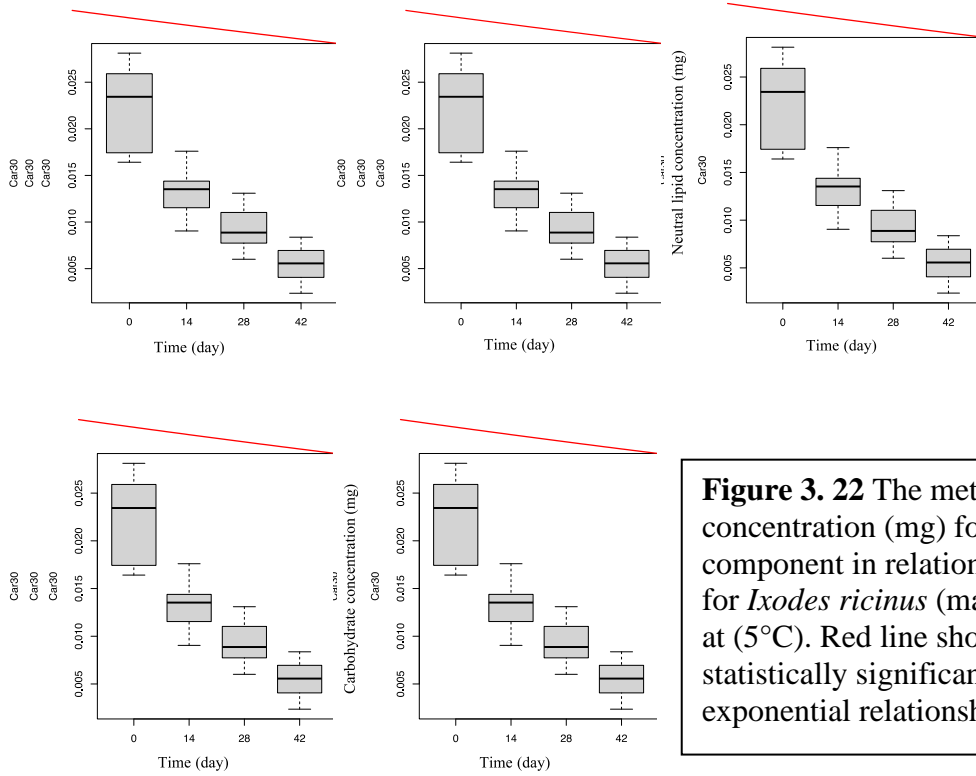 0.025
0.020
0.015
0.010
0.005
Car30
Car30
Car30
0 14 28 42
Time (day)
0.025
0.020
0.015
0.010
0.005
Car30
Car30
Car30
0 14 28 42
Time (day)
Neutral lipid concentration (mg)
0.025
0.020
0.015
0.010
0.005
Car30
0 14 28 42
Time (day)
0.025
0.020
0.015
0.010
0.005
Car30
Car30
Car30
0 14 28 42
Time (day)
Carbohydrate concentration (mg)
0.025
0.020
0.015
0.010
0.005
Car30
0 14 28 42
Time (day)
Figure 3. 22 The met
concentration (mg) fo
component in relation
for Ixodes ricinus (ma
at (5°C). Red line sho
statistically significan
exponential relationsh